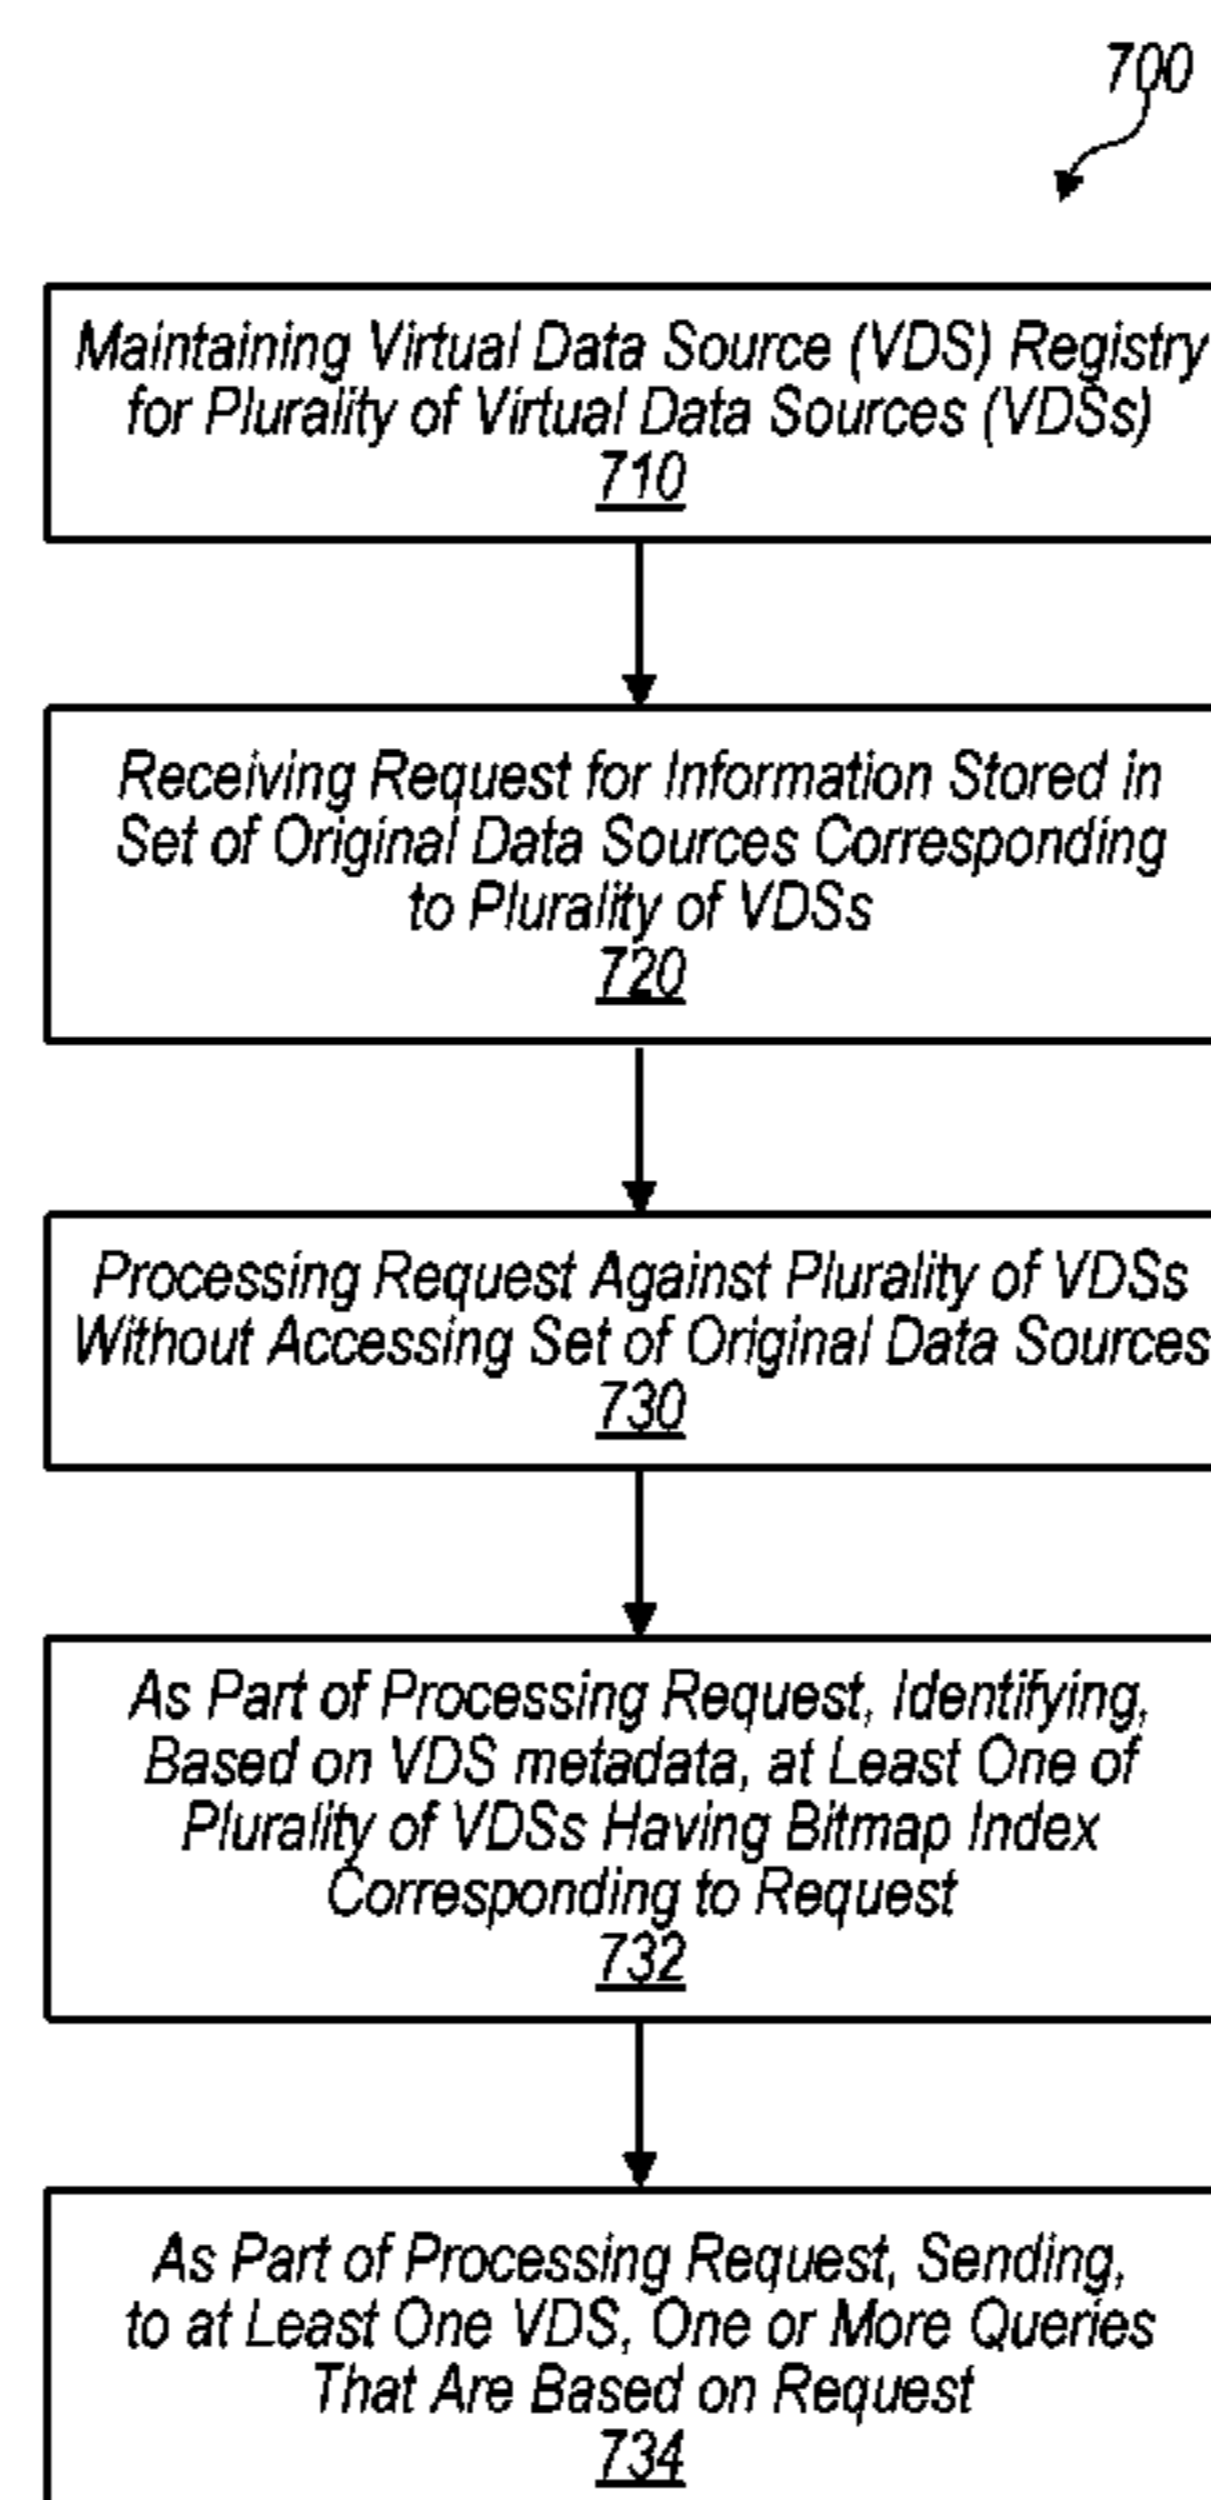 700
Maintaining Virtual Data Source (VDS) Registry
for Plurality of Virtual Data Sources (VDSs)
710
Receiving Request for Information Stored in
Set of Original Data Sources Corresponding
to Plurality of VDSs
720
Processing Request Against Plurality of VDSs
Without Accessing Set of Original Data Sources
730
As Part of Processing Request, Identifying,
Based on VDS metadata, at Least One of
Plurality of VDSs Having Bitmap Index
Corresponding to Request
732
As Part of Processing Request, Sending,
to at Least One VDS, One or More Queries
That Are Based on Request
734